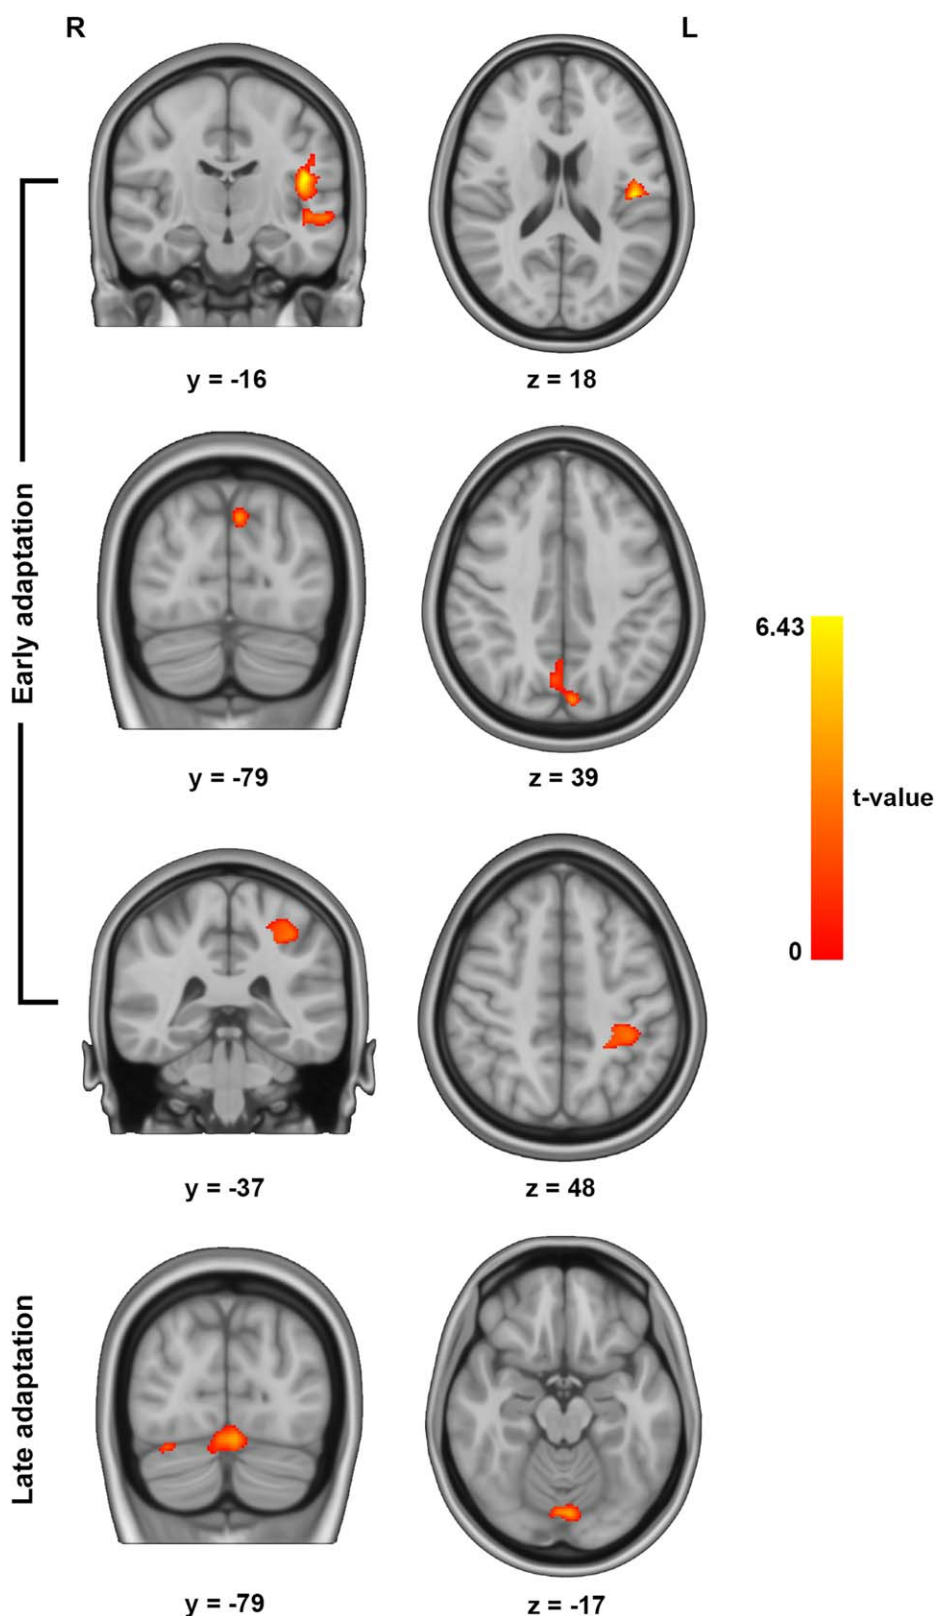 R
L
y = -16
z = 18
Early adaptation
y = -79
z = 39
6.43
t-value
0
y = -37
z = 48
Late adaptation
y = -79
z = -17